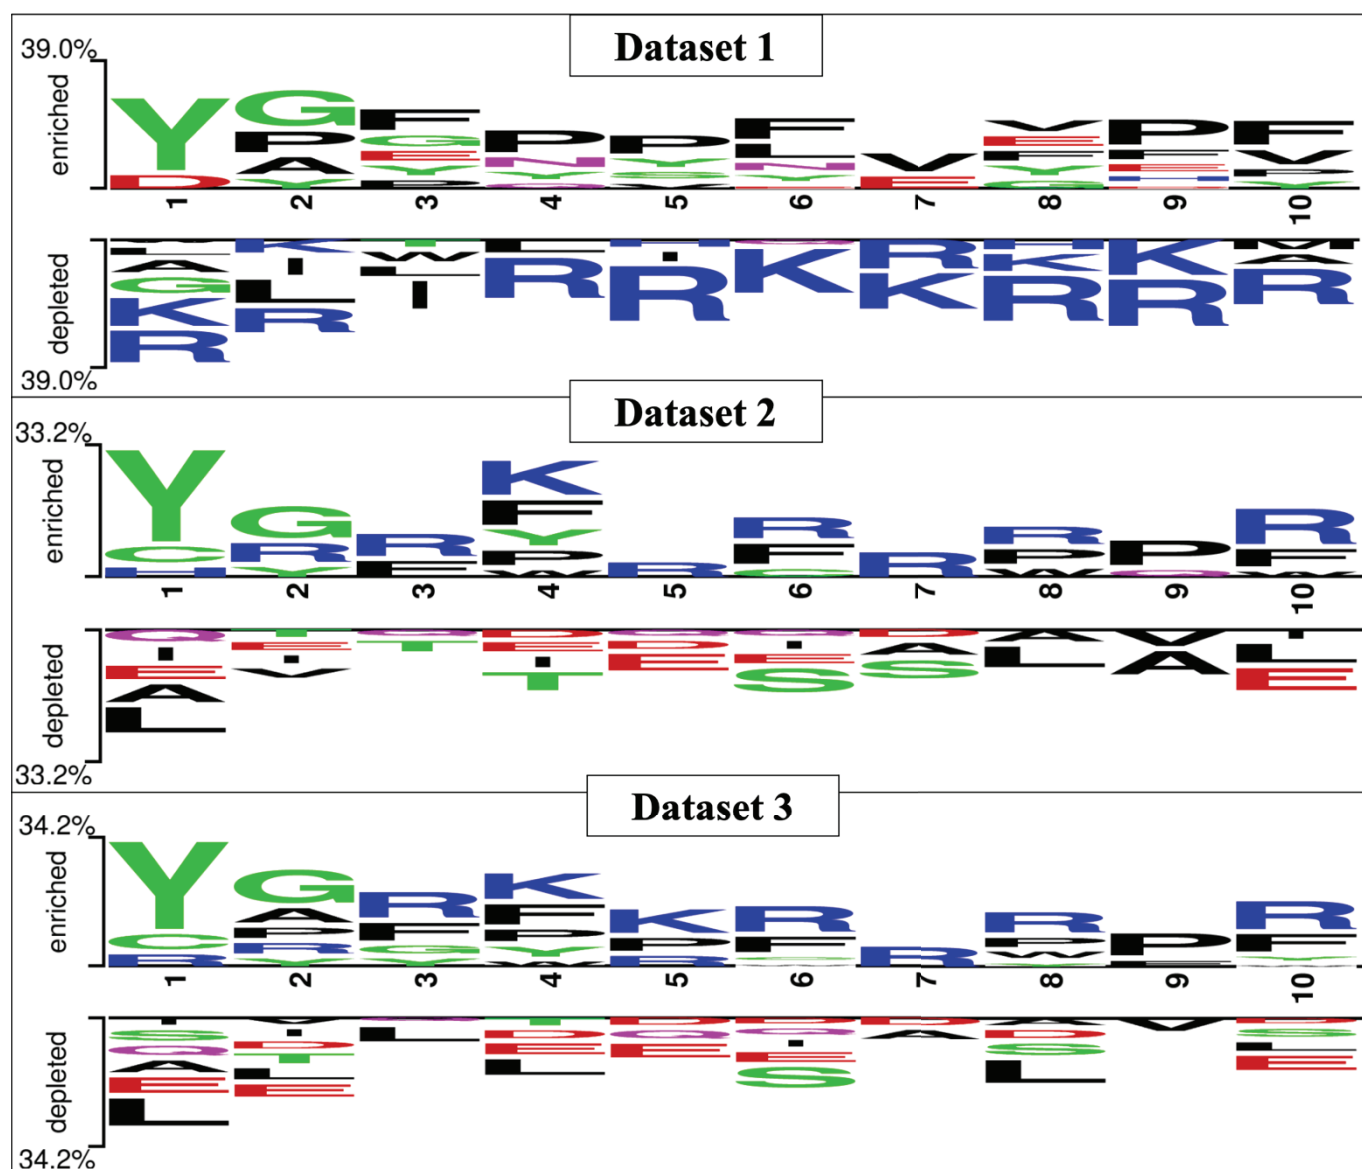 Dataset 1
39.0%
enriched
Y G F P P F V V P F
D P G N Y L E E F V
A E Y G N F E P
Y Y Q V Y Y H Y
P G
1 2 3 4 5 6 7 8 9 10
depleted
39.0%
K T F H Q R H K M
A I W R I K K K R A
G L L R R R
K R I
R
Dataset 2
33.2%
enriched
Y G R K B R R R P R
C R F F F P Q F
H Y Y G W W
P
W
1 2 3 4 5 6 7 8 9 10
depleted
33.2%
Q T Q D Q Q D A V I
I E T E D I A L A L
E I I E E S E
A V T S
L
Dataset 3
34.2%
enriched
Y G R K K R R R P R
C A F F P F P F
R P G P R G W Y
R Y Y
Y W
1 2 3 4 5 6 7 8 9 10
depleted
34.2%
I V Q T D D D A V D
S I L D Q Q A D S
Q D E E I S L
A T L E L E
E L S
L E